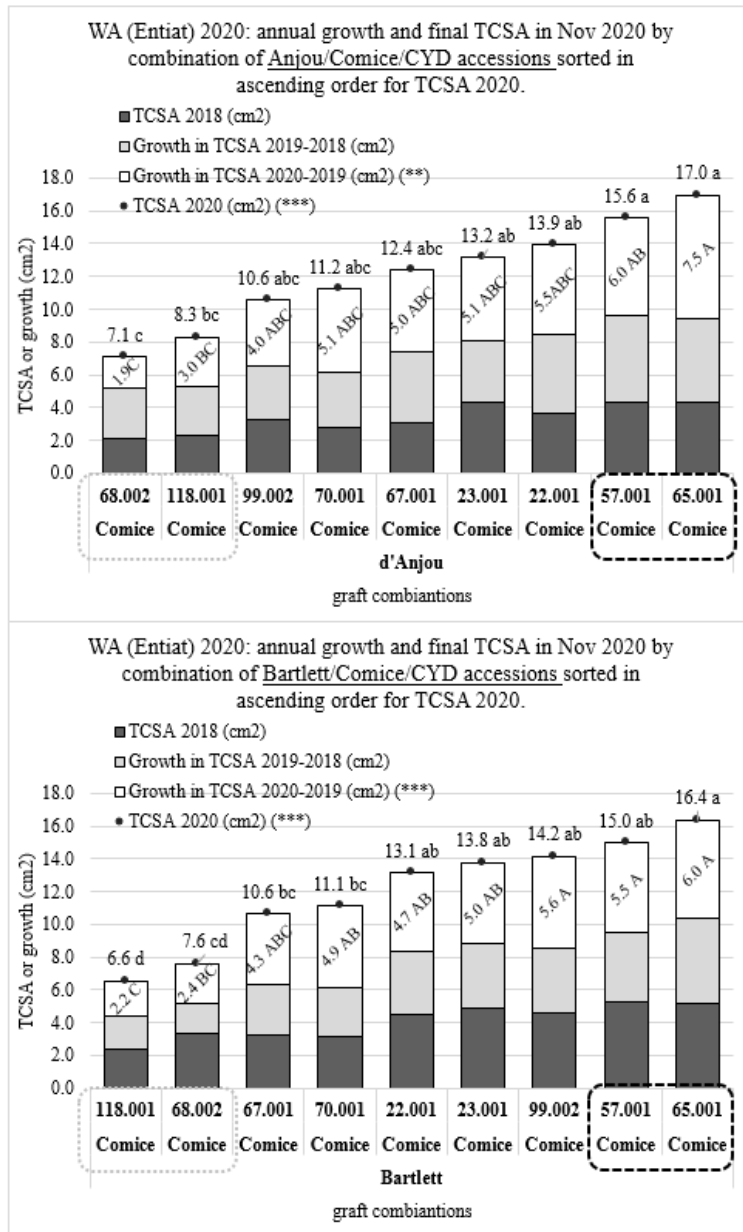 WA (Entiat) 2020: annual growth and final TCSA in Nov 2020 by
combination of Anjou/Comice/CYD accessions sorted in
ascending order for TCSA 2020.
TCSA 2018 (cm2)
Growth in TCSA 2019-2018 (cm2)
Growth in TCSA 2020-2019 (cm2) (**)
TCSA 2020 (cm2) (***)
TCSA or growth (cm2)
18.0
16.0
14.0
12.0
10.0
8.0
6.0
4.0
2.0
0.0
7.1 c
8.3 bc
10.6 abc
11.2 abc
12.4 abc
13.2 ab
13.9 ab
15.6 a
17.0 a
1.9C
3.0 BC
4.0 ABC
5.1 ABC
5.0 ABC
5.1 ABC
5.5ABC
6.0 AB
7.5 A
68.002 118.001 99.002 70.001 67.001 23.001 22.001 57.001 65.001
Comice Comice Comice Comice Comice Comice Comice Comice Comice
d'Anjou
graft combiantions
WA (Entiat) 2020: annual growth and final TCSA in Nov 2020 by
combination of Bartlett/Comice/CYD accessions sorted in
ascending order for TCSA 2020.
TCSA 2018 (cm2)
Growth in TCSA 2019-2018 (cm2)
Growth in TCSA 2020-2019 (cm2) (***)
TCSA 2020 (cm2) (***)
TCSA or growth (cm2)
18.0
16.0
14.0
12.0
10.0
8.0
6.0
4.0
2.0
0.0
6.6 d
7.6 cd
10.6 bc
11.1 bc
13.1 ab
13.8 ab
14.2 ab
15.0 ab
16.4 a
2.2 C
2.4 BC
4.3 ABC
4.9 AB
4.7 AB
5.0 AB
5.6 A
5.5 A
6.0 A
118.001 68.002 67.001 70.001 22.001 23.001 99.002 57.001 65.001
Comice Comice Comice Comice Comice Comice Comice Comice Comice
Bartlett
graft combiantions